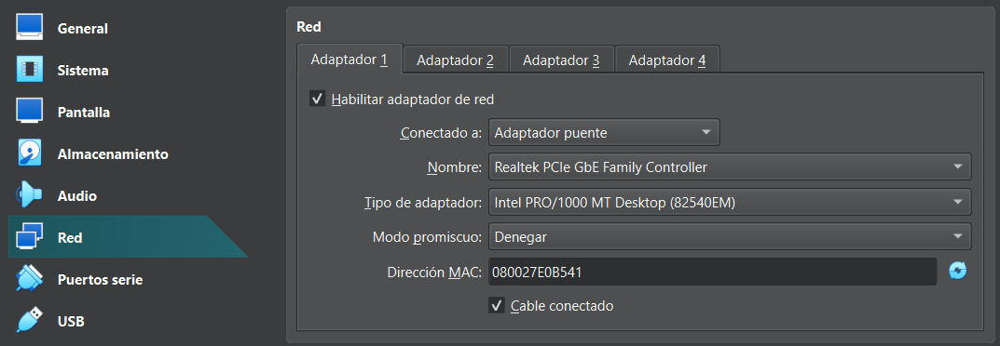 General
Sistema
Pantalla
Almacenamiento
Audio
Red
Puertos serie
USB
Red
Adaptador 1 Adaptador 2 Adaptador 3 Adaptador 4
Habilitar adaptador de red
Conectado a: Adaptador puente
Nombre: Realtek PCIe GbE Family Controller
Tipo de adaptador: Intel PRO/1000 MT Desktop (82540EM)
Modo promiscuo: Denegar
Dirección MAC: 080027E0B541
Cable conectado